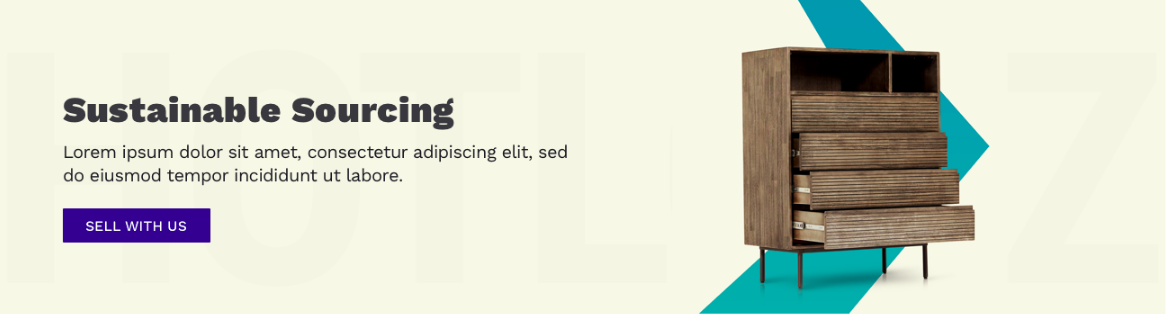 HOTL Z
Sustainable Sourcing
Lorem ipsum dolor sit amet, consectetur adipiscing elit, sed
do eiusmod tempor incididunt ut labore.
SELL WITH US